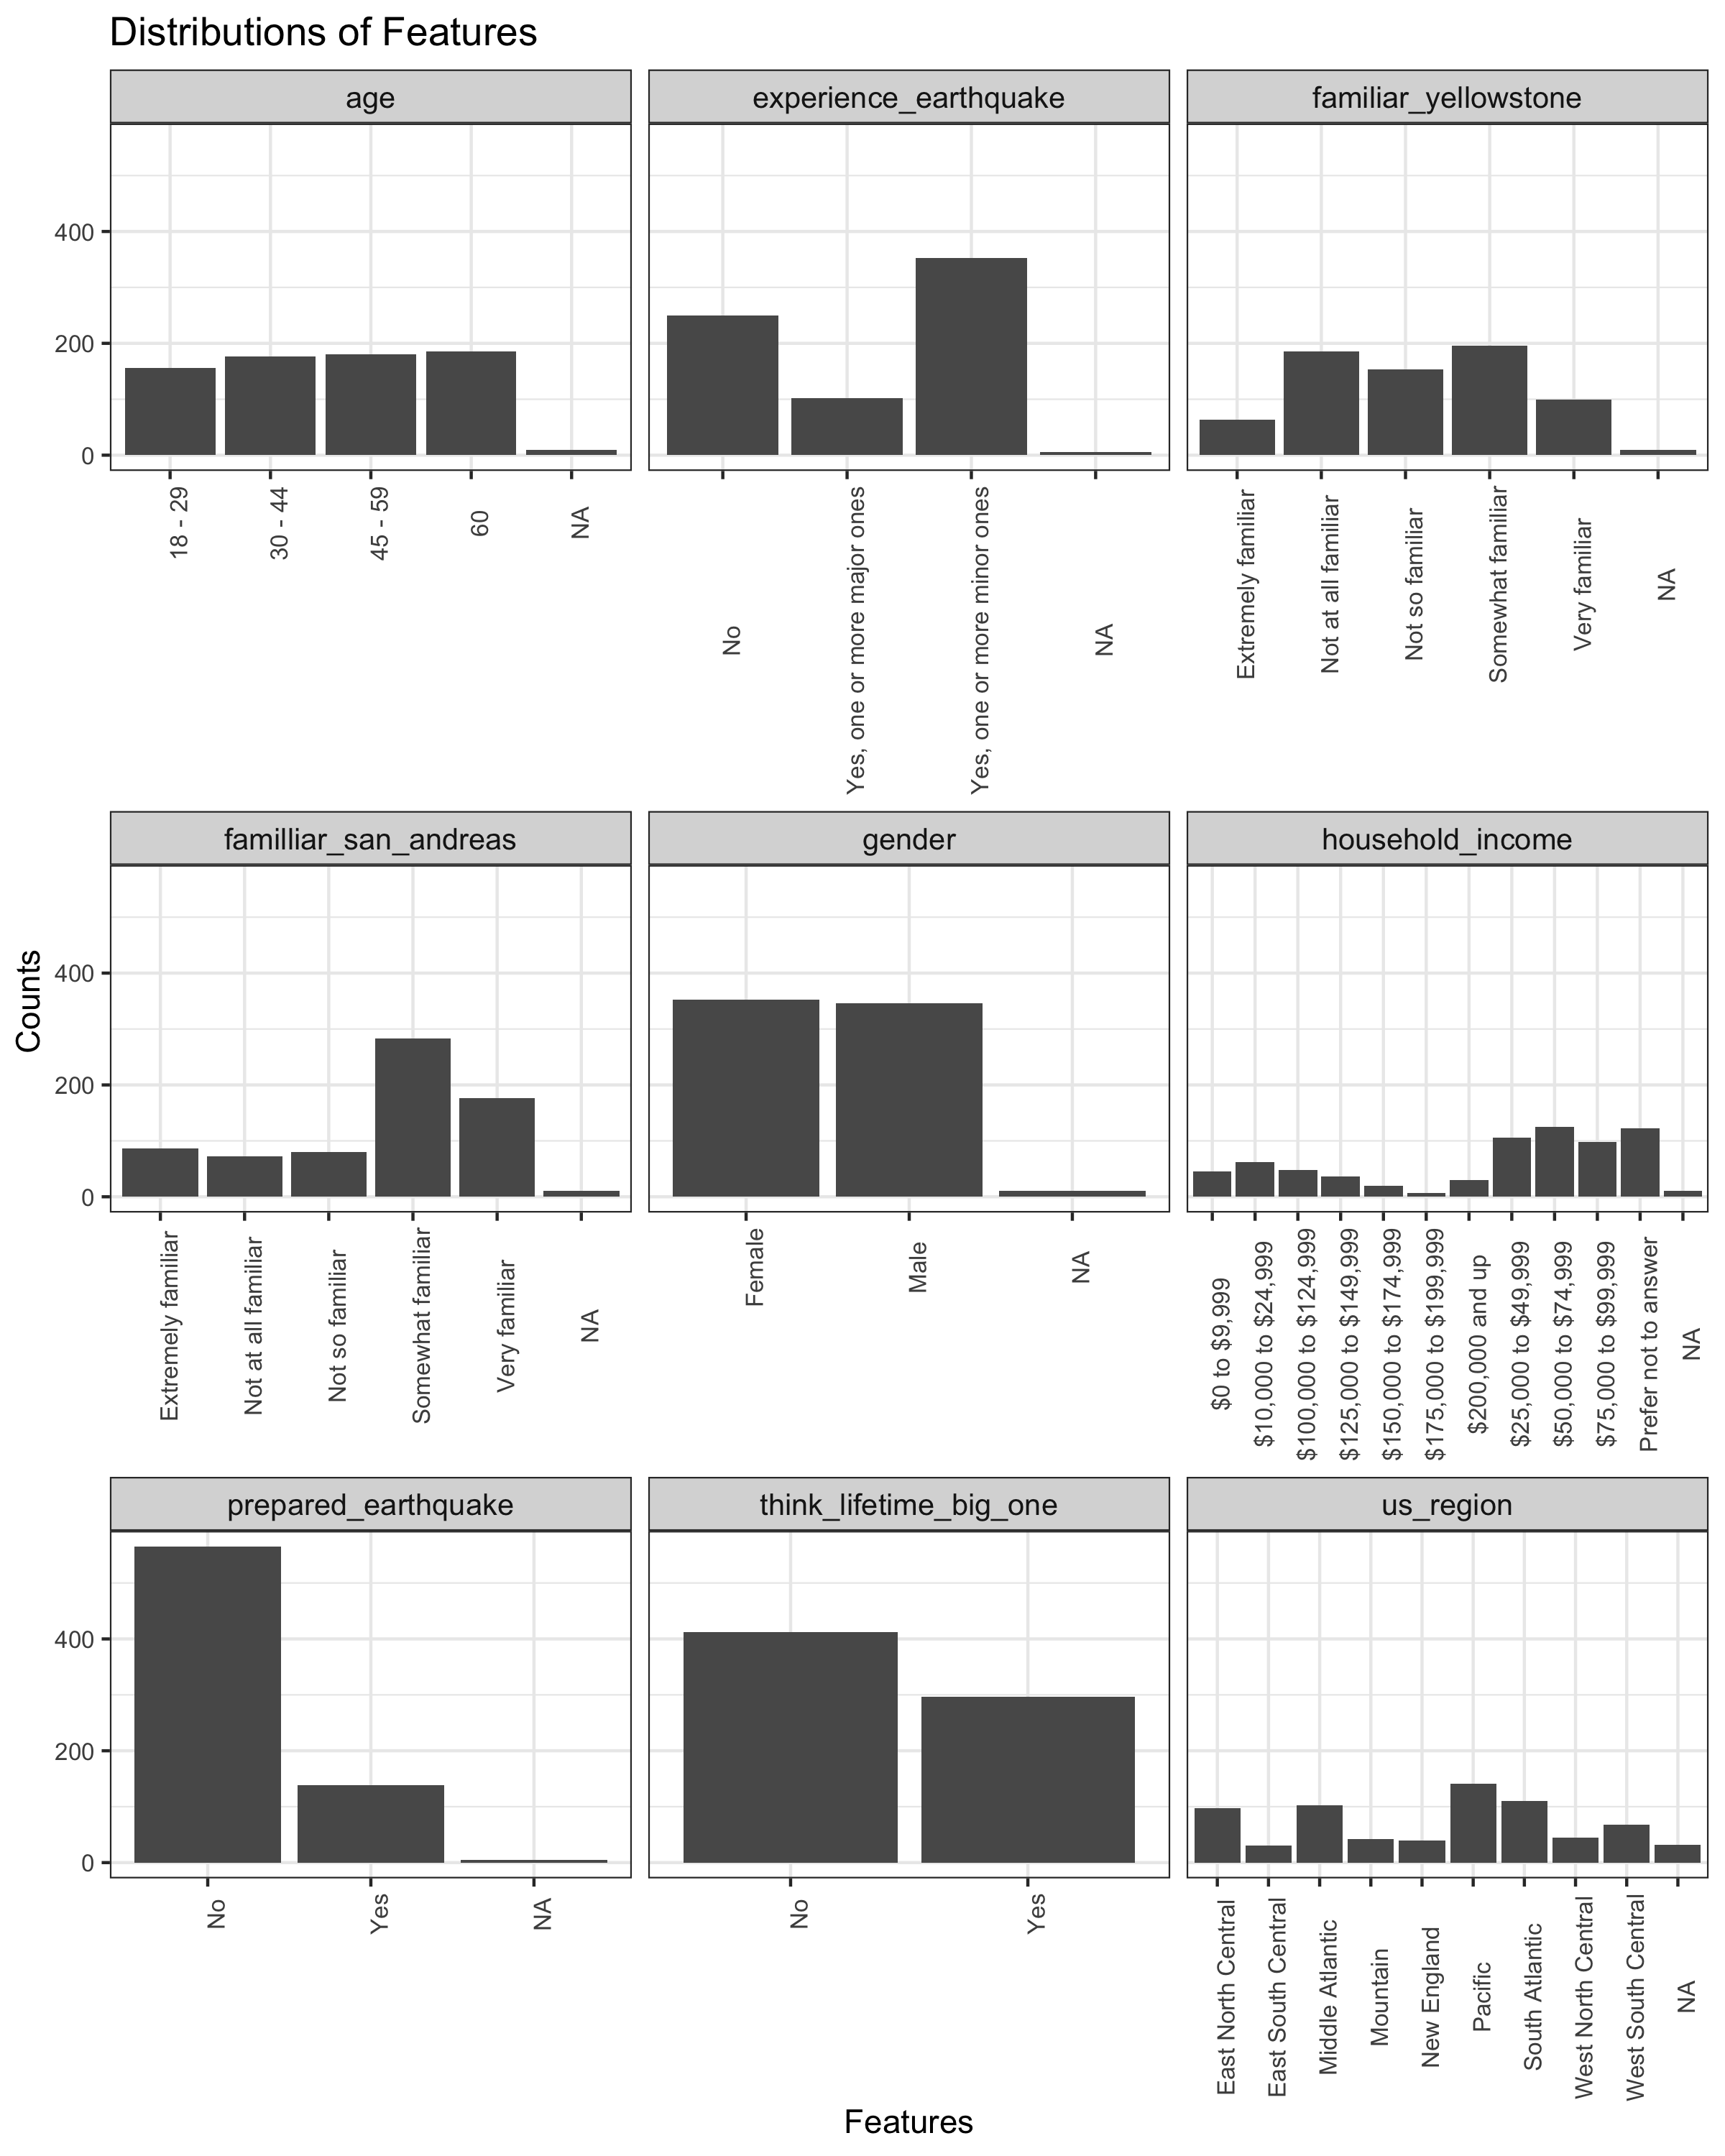 Distributions of Features
age
experience_earthquake
familiar_yellowstone
400
200
0
18 - 29
30 - 44
45 - 59
60
NA
No
Yes, one or more major ones
Yes, one or more minor ones
NA
Extremely familiar
Not at all familiar
Not so familiar
Somewhat familiar
Very familiar
NA
Counts
familliar_san_andreas
gender
household_income
400
200
0
Extremely familiar
Not at all familiar
Not so familiar
Somewhat familiar
Very familiar
NA
Female
Male
NA
$0 to $9,999
$10,000 to $24,999
$100,000 to $124,999
$125,000 to $149,999
$150,000 to $174,999
$175,000 to $199,999
$200,000 and up
$25,000 to $49,999
$50,000 to $74,999
$75,000 to $99,999
Prefer not to answer
NA
prepared_earthquake
think_lifetime_big_one
us_region
400
200
0
No
Yes
NA
No
Yes
East North Central
East South Central
Middle Atlantic
Mountain
New England
Pacific
South Atlantic
West North Central
West South Central
NA
Features